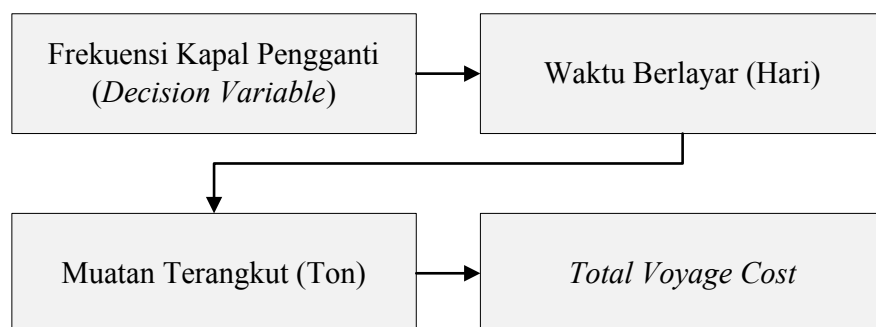 Frekuensi Kapal Pengganti
(Decision Variable)
Waktu Berlayar (Hari)
Muatan Terangkut (Ton)
Total Voyage Cost